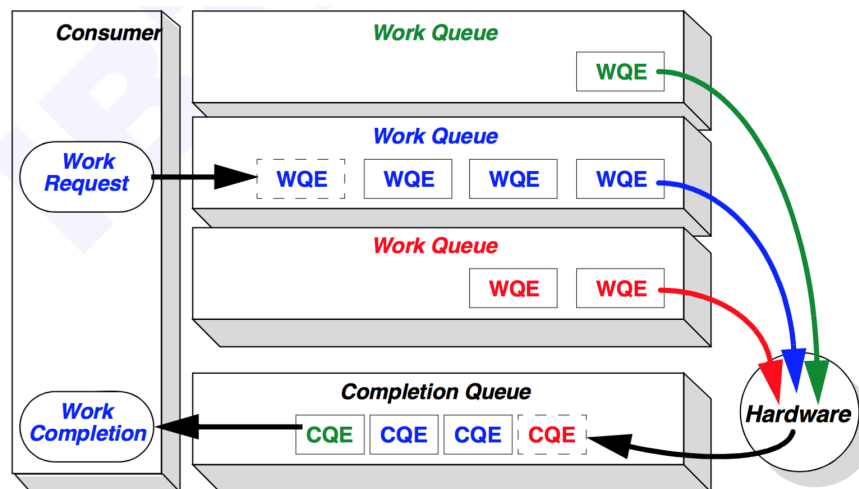 Consumer
Work Queue
WQE
Work Queue
Work
Request
WQE WQE WQE WQE
Work Queue
WQE WQE
Completion Queue
Work
Completion
CQE CQE CQE CQE
Hardware